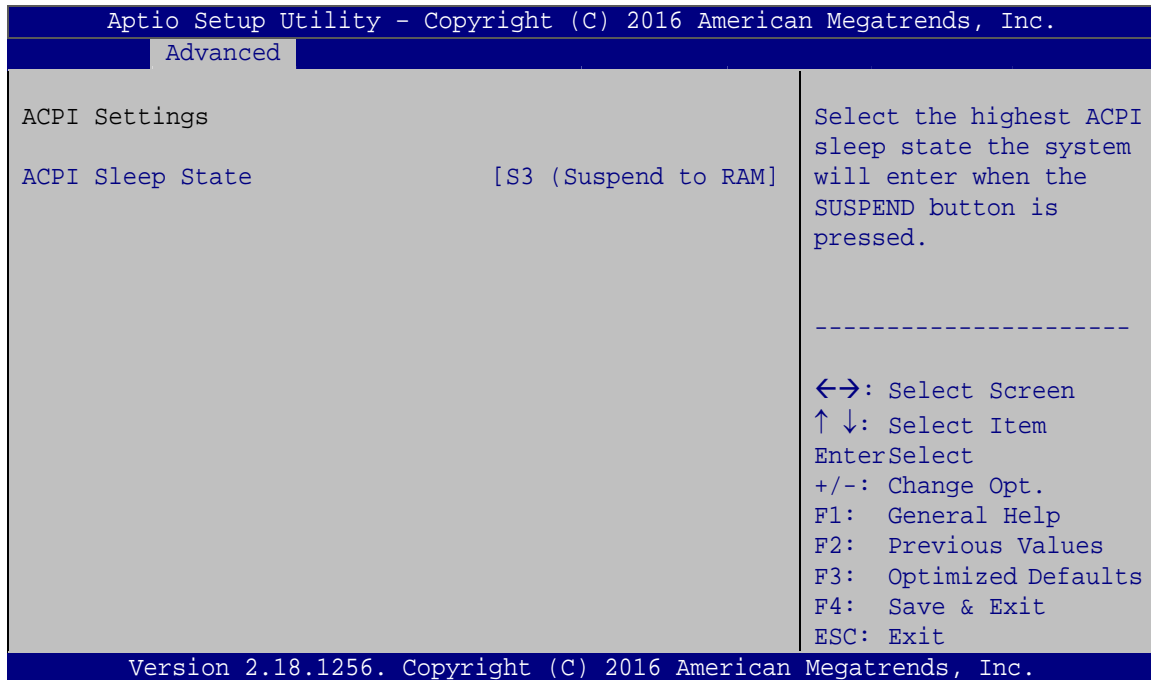 Aptio Setup Utility – Copyright (C) 2016 American Megatrends, Inc.
Advanced
ACPI Settings
ACPI Sleep State [S3 (Suspend to RAM]
Select the highest ACPI
sleep state the system
will enter when the
SUSPEND button is
pressed.
----------------------
←→: Select Screen
↑ ↓: Select Item
EnterSelect
+/-: Change Opt.
F1: General Help
F2: Previous Values
F3: Optimized Defaults
F4: Save & Exit
ESC: Exit
Version 2.18.1256. Copyright (C) 2016 American Megatrends, Inc.